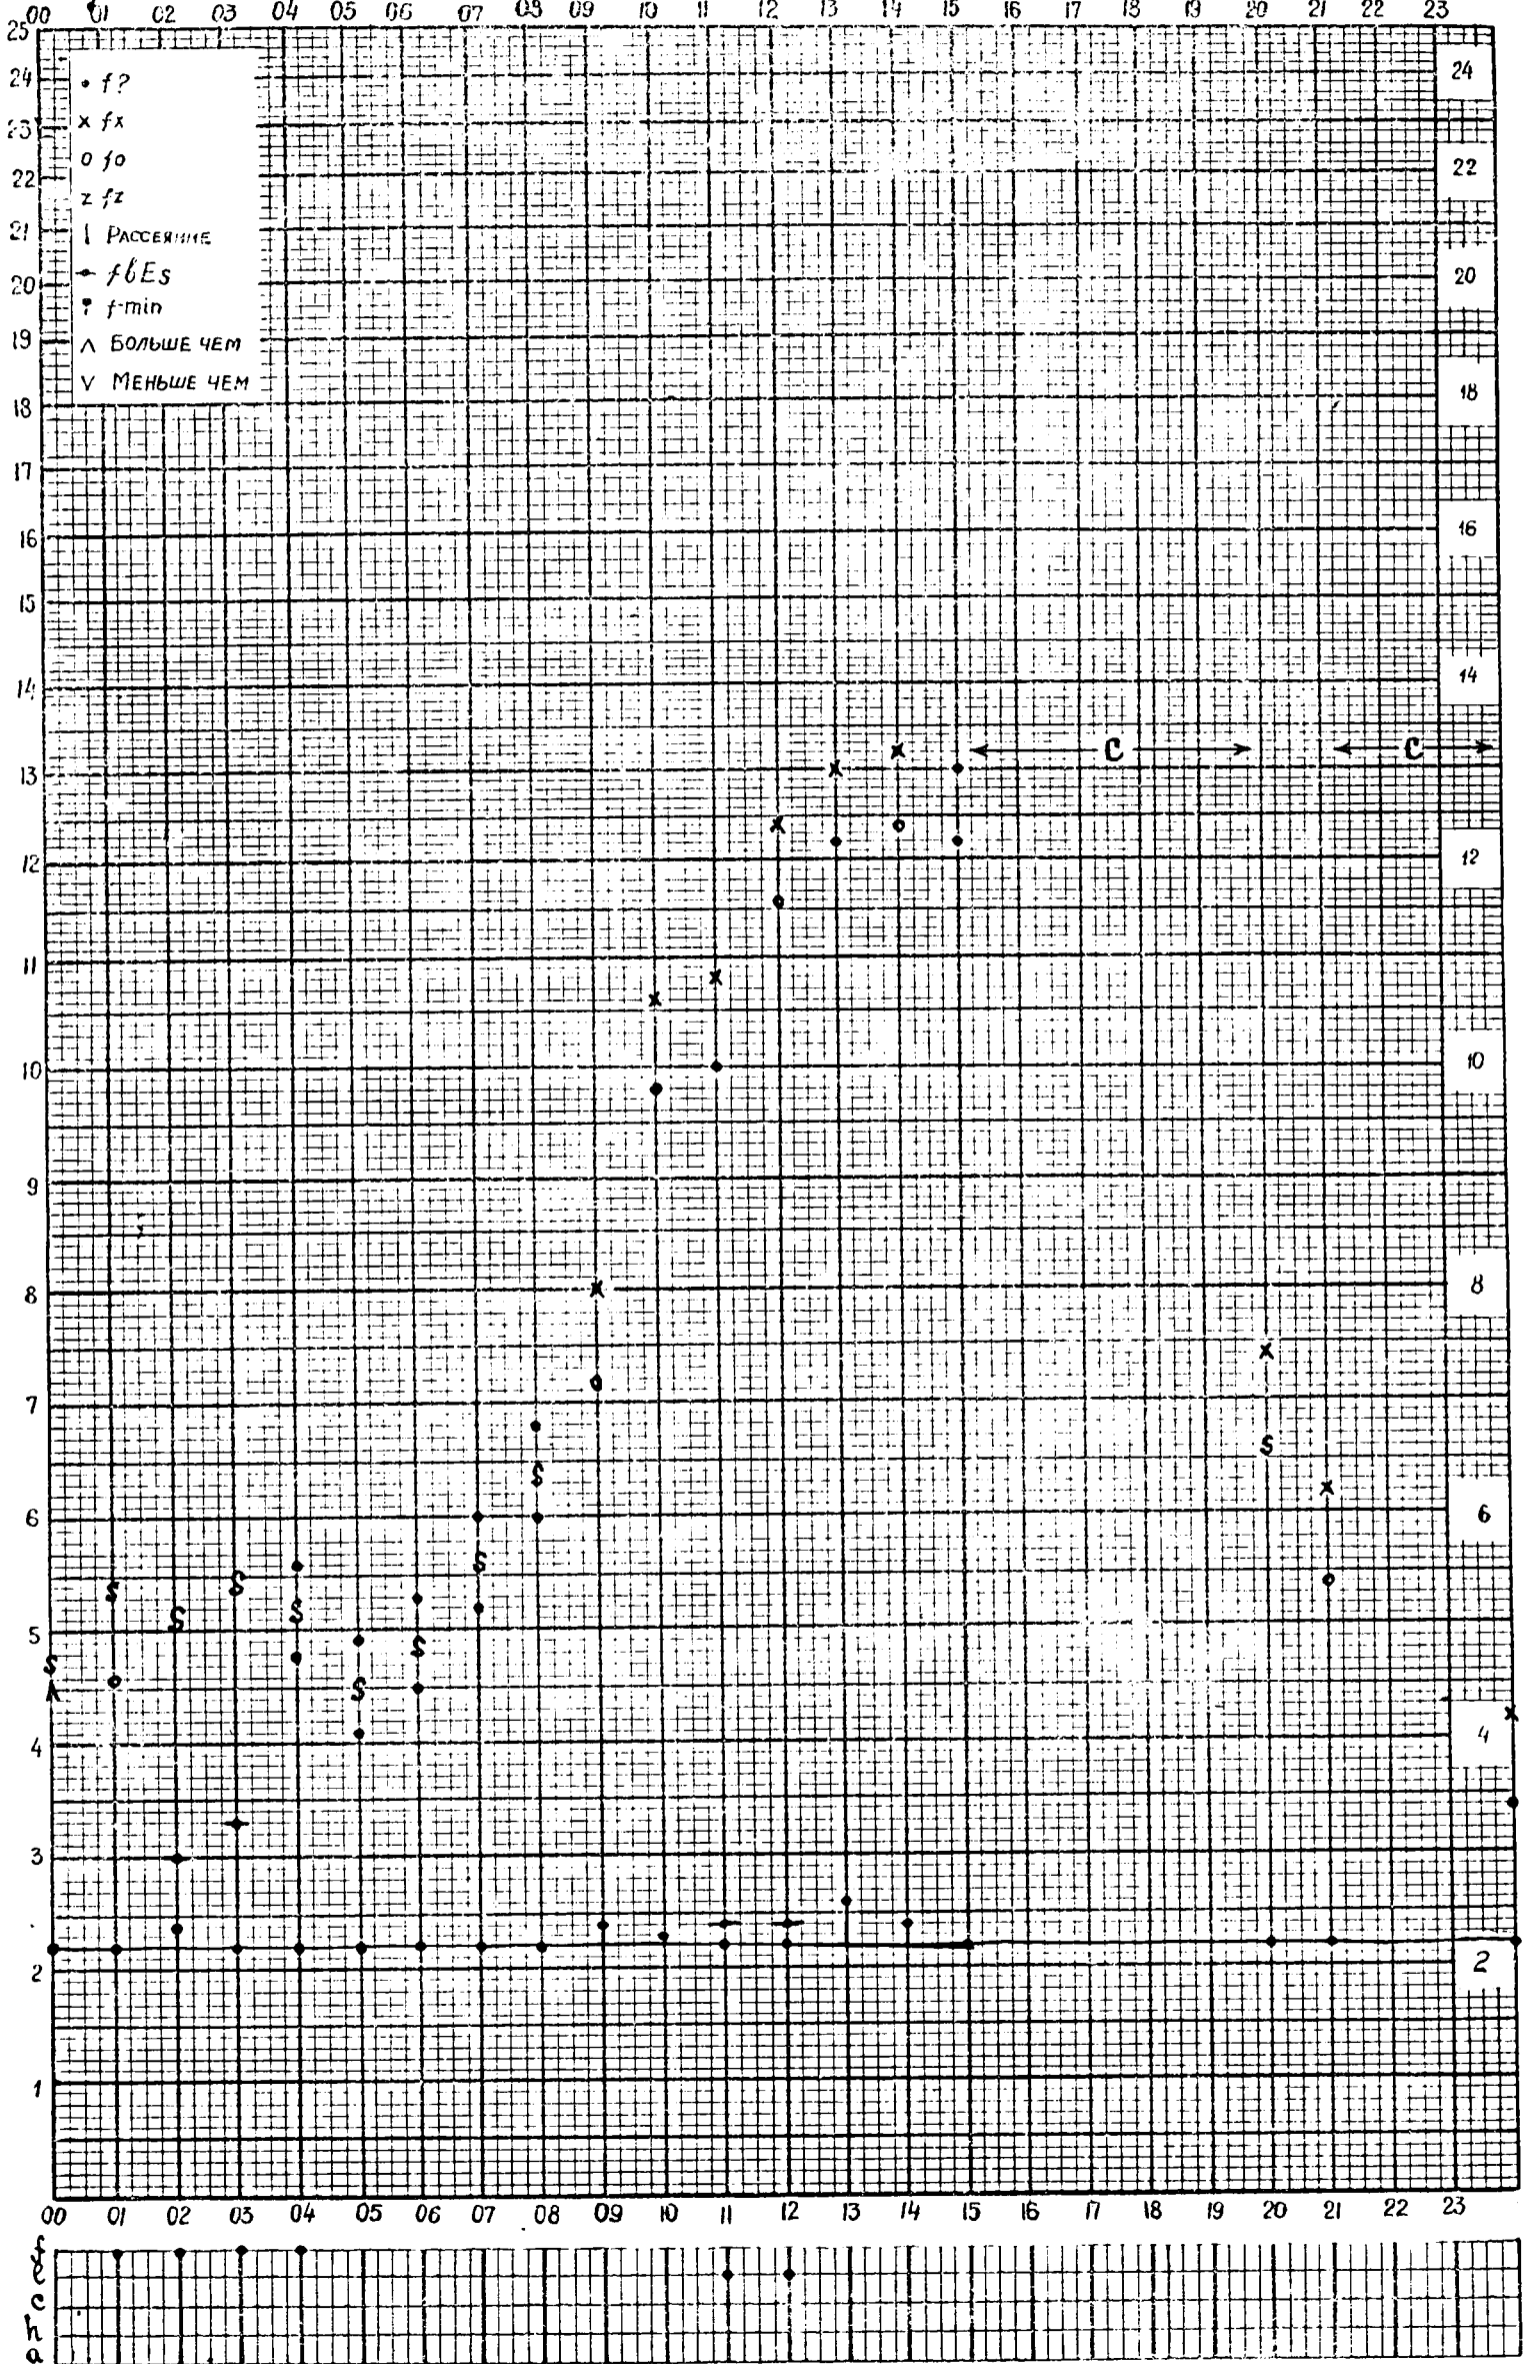 00 01 02 03 04 05 06 07 08 09 10 11 12 13 14 15 16 17 18 19 20 21 22 23
25
24 24
23
22 22
21
20 20
19
18 18
17
16 16
15
14 14
13
12 12
11
10 10
9
8 8
7
6 6
5
4 4
3
2 2
1
• f?
x fx
o fo
z fz
| РАССЕЯНИЕ
fbEs
f-min
∧ БОЛЬШЕ ЧЕМ
∨ МЕНЬШЕ ЧЕМ
C C
S S S S S S S S S S
00 01 02 03 04 05 06 07 08 09 10 11 12 13 14 15 16 17 18 19 20 21 22 23
f
l
c
h
a